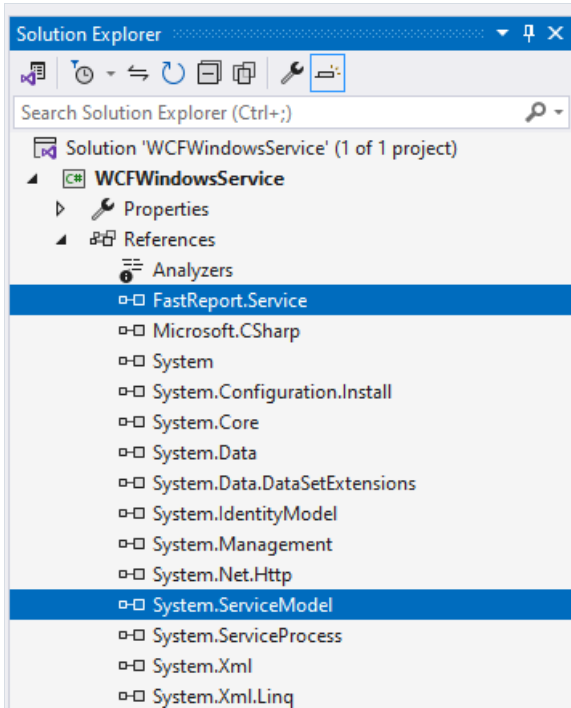 Solution Explorer
Search Solution Explorer (Ctrl+;)
Solution 'WCFWindowsService' (1 of 1 project)
C# WCFWindowsService
Properties
References
Analyzers
FastReport.Service
Microsoft.CSharp
System
System.Configuration.Install
System.Core
System.Data
System.Data.DataSetExtensions
System.IdentityModel
System.Management
System.Net.Http
System.ServiceModel
System.ServiceProcess
System.Xml
System.Xml.Linq